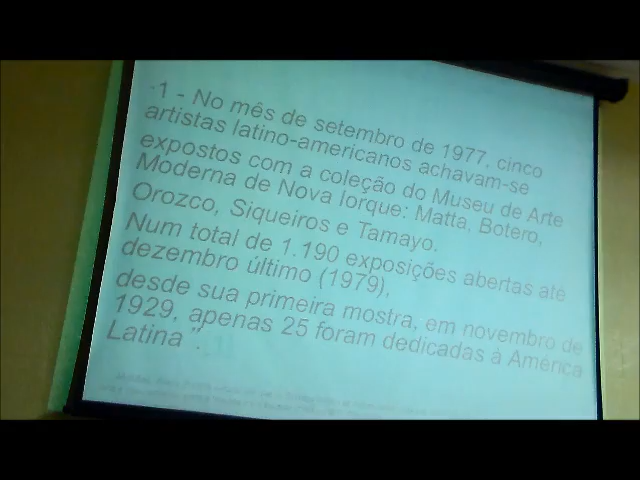 ·1 - No mês de setembro de 1977, cinco
artistas latino-americanos achavam-se
expostos com a coleção do Museu de Arte
Moderna de Nova Iorque: Matta, Botero,
Orozco, Siqueiros e Tamayo.
Num total de 1.190 exposições abertas até
dezembro último (1979),
desde sua primeira mostra, em novembro de
1929, apenas 25 foram dedicadas à América
Latina ”.